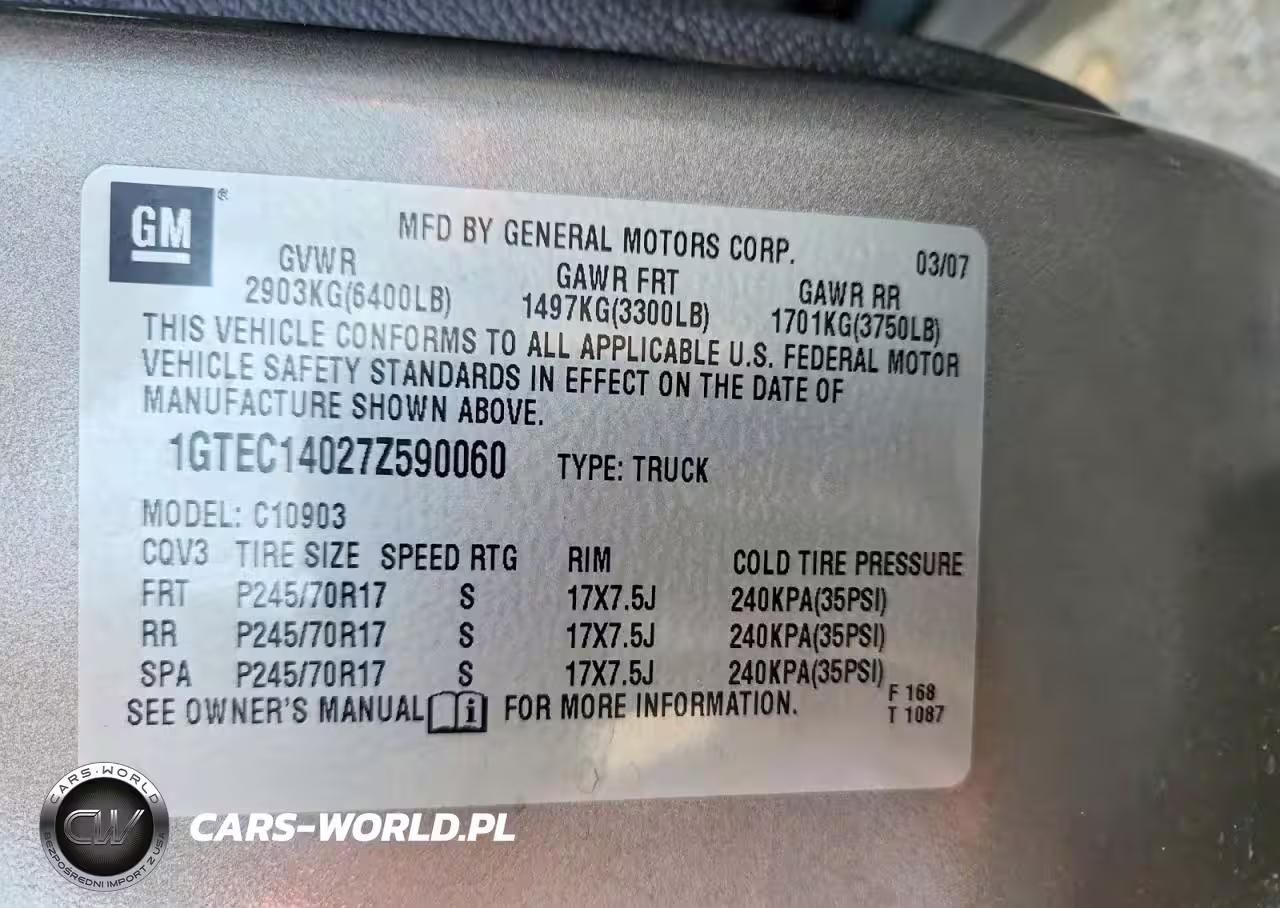 GM ®
MFD BY GENERAL MOTORS CORP.
03/07
GVWR GAWR FRT GAWR RR
2903KG(6400LB) 1497KG(3300LB) 1701KG(3750LB)
THIS VEHICLE CONFORMS TO ALL APPLICABLE U.S. FEDERAL MOTOR
VEHICLE SAFETY STANDARDS IN EFFECT ON THE DATE OF
MANUFACTURE SHOWN ABOVE.
1GTEC14027Z590060 TYPE: TRUCK
MODEL: C10903
CQV3 TIRE SIZE SPEED RTG RIM COLD TIRE PRESSURE
FRT P245/70R17 S 17X7.5J 240KPA(35PSI)
RR P245/70R17 S 17X7.5J 240KPA(35PSI)
SPA P245/70R17 S 17X7.5J 240KPA(35PSI)
SEE OWNER'S MANUAL i FOR MORE INFORMATION.
F 168
T 1087
CARS-WORLD
CW
BEZPOŚREDNI IMPORT Z USA
CARS-WORLD.PL